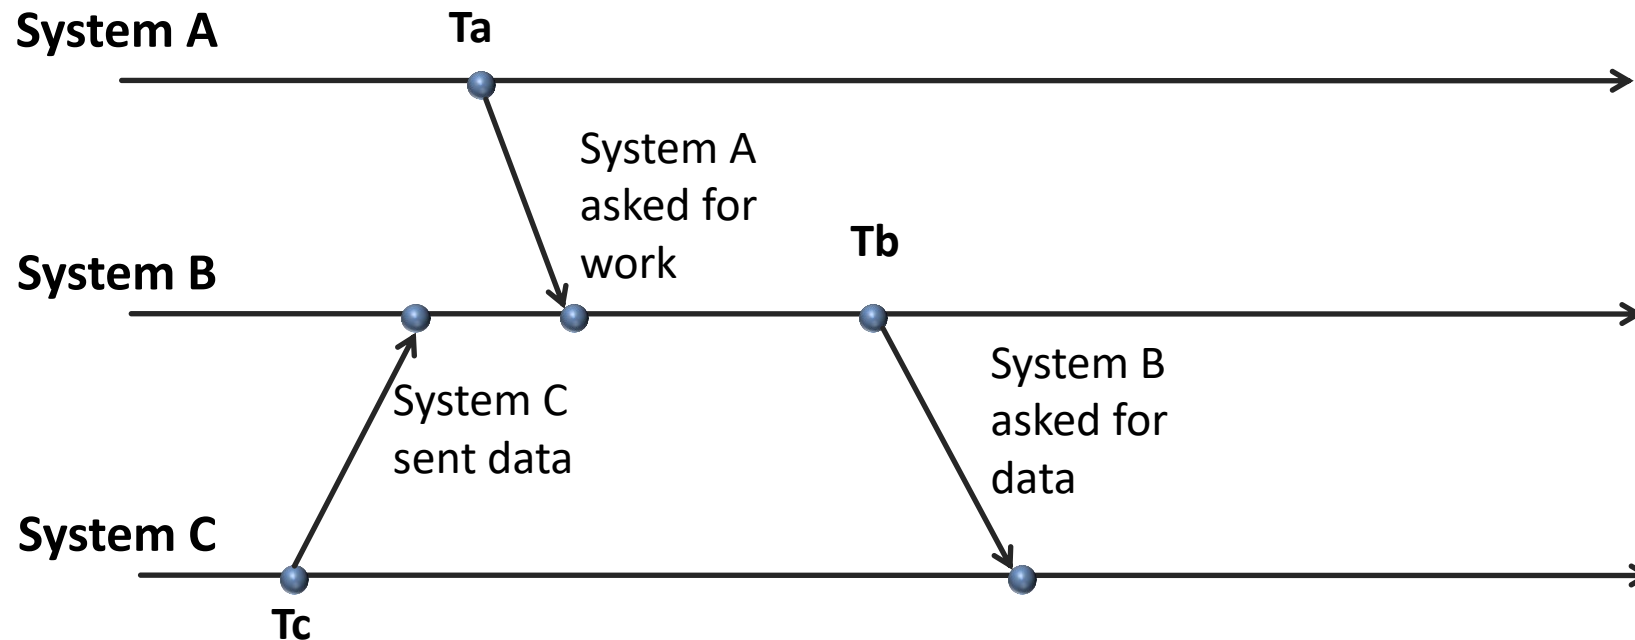 System A
Ta
System A
asked for
work
Tb
System B
System B
asked for
data
System C
sent data
System C
Tc